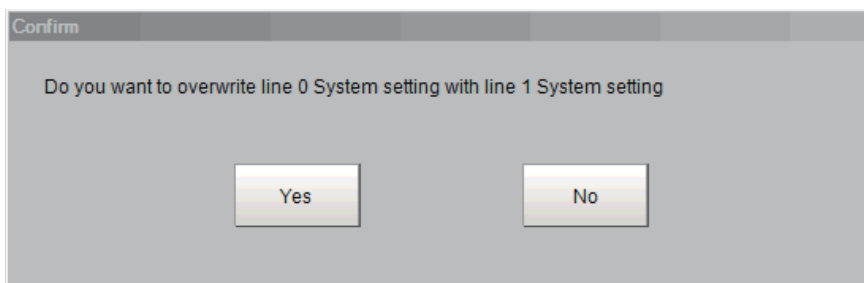 Confirm
Do you want to overwrite line 0 System setting with line 1 System setting
Yes
No